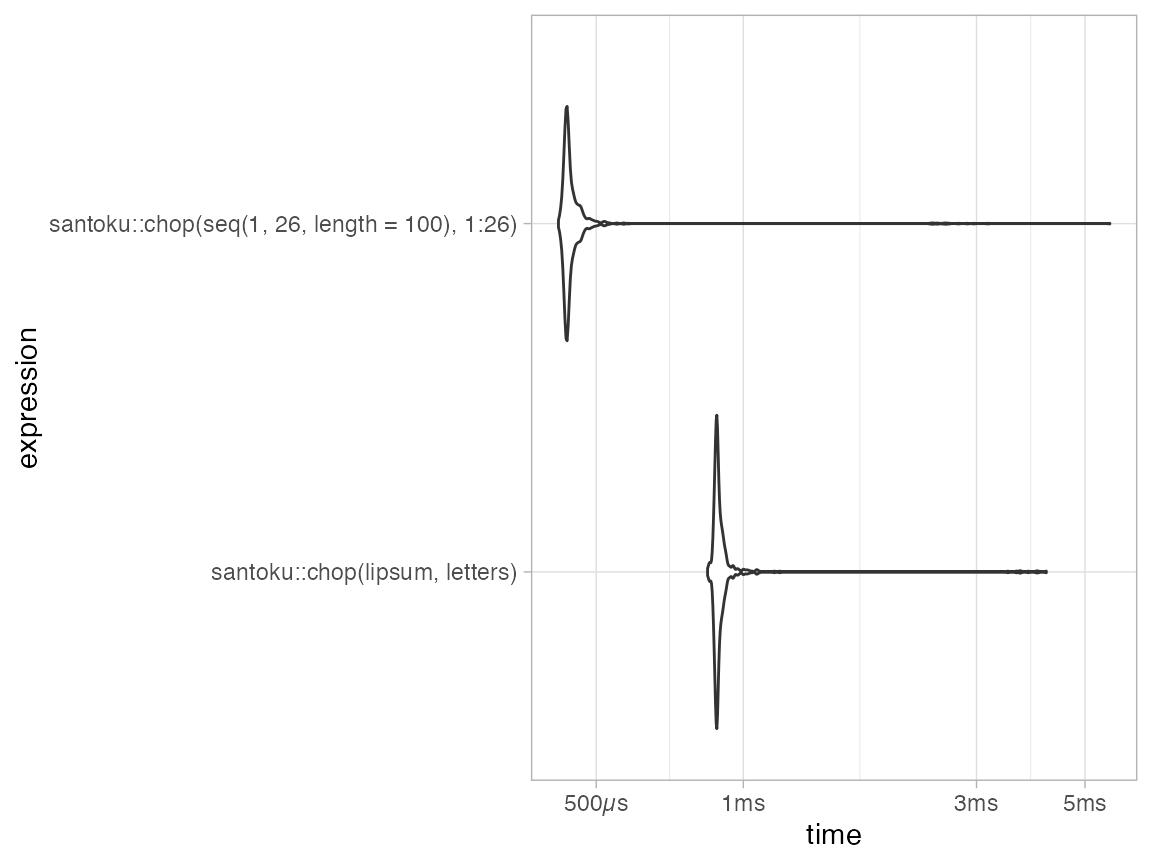 santoku::chop(seq(1, 26, length = 100), 1:26)
expression
santoku::chop(lipsum, letters)
500µs
1ms
3ms
5ms
time